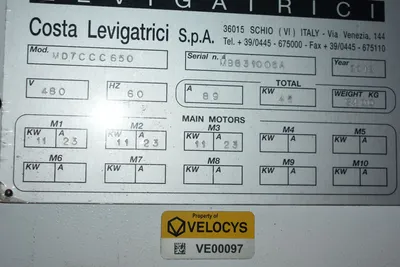 LEVIGATRICI
Costa Levigatrici S.p.A.
36015 SCHIO (VI) ITALY - Via Venezia, 144
Tel. +39/0445 - 675000 - Fax +39/0445 - 675110
Mod. MD7CCC650 Serial n. M9831006A Year
V 480 HZ 60 A 89 TOTAL KW 45 WEIGHT KG
MAIN MOTORS
M1 M2 M3 M4 M5
KW 11 A 23 KW 11 A 23 KW 11 A 23 KW A KW A
M6 M7 M8 M9 M10
KW A KW A KW A KW A KW A
Property of
VELOCYS
VE00097